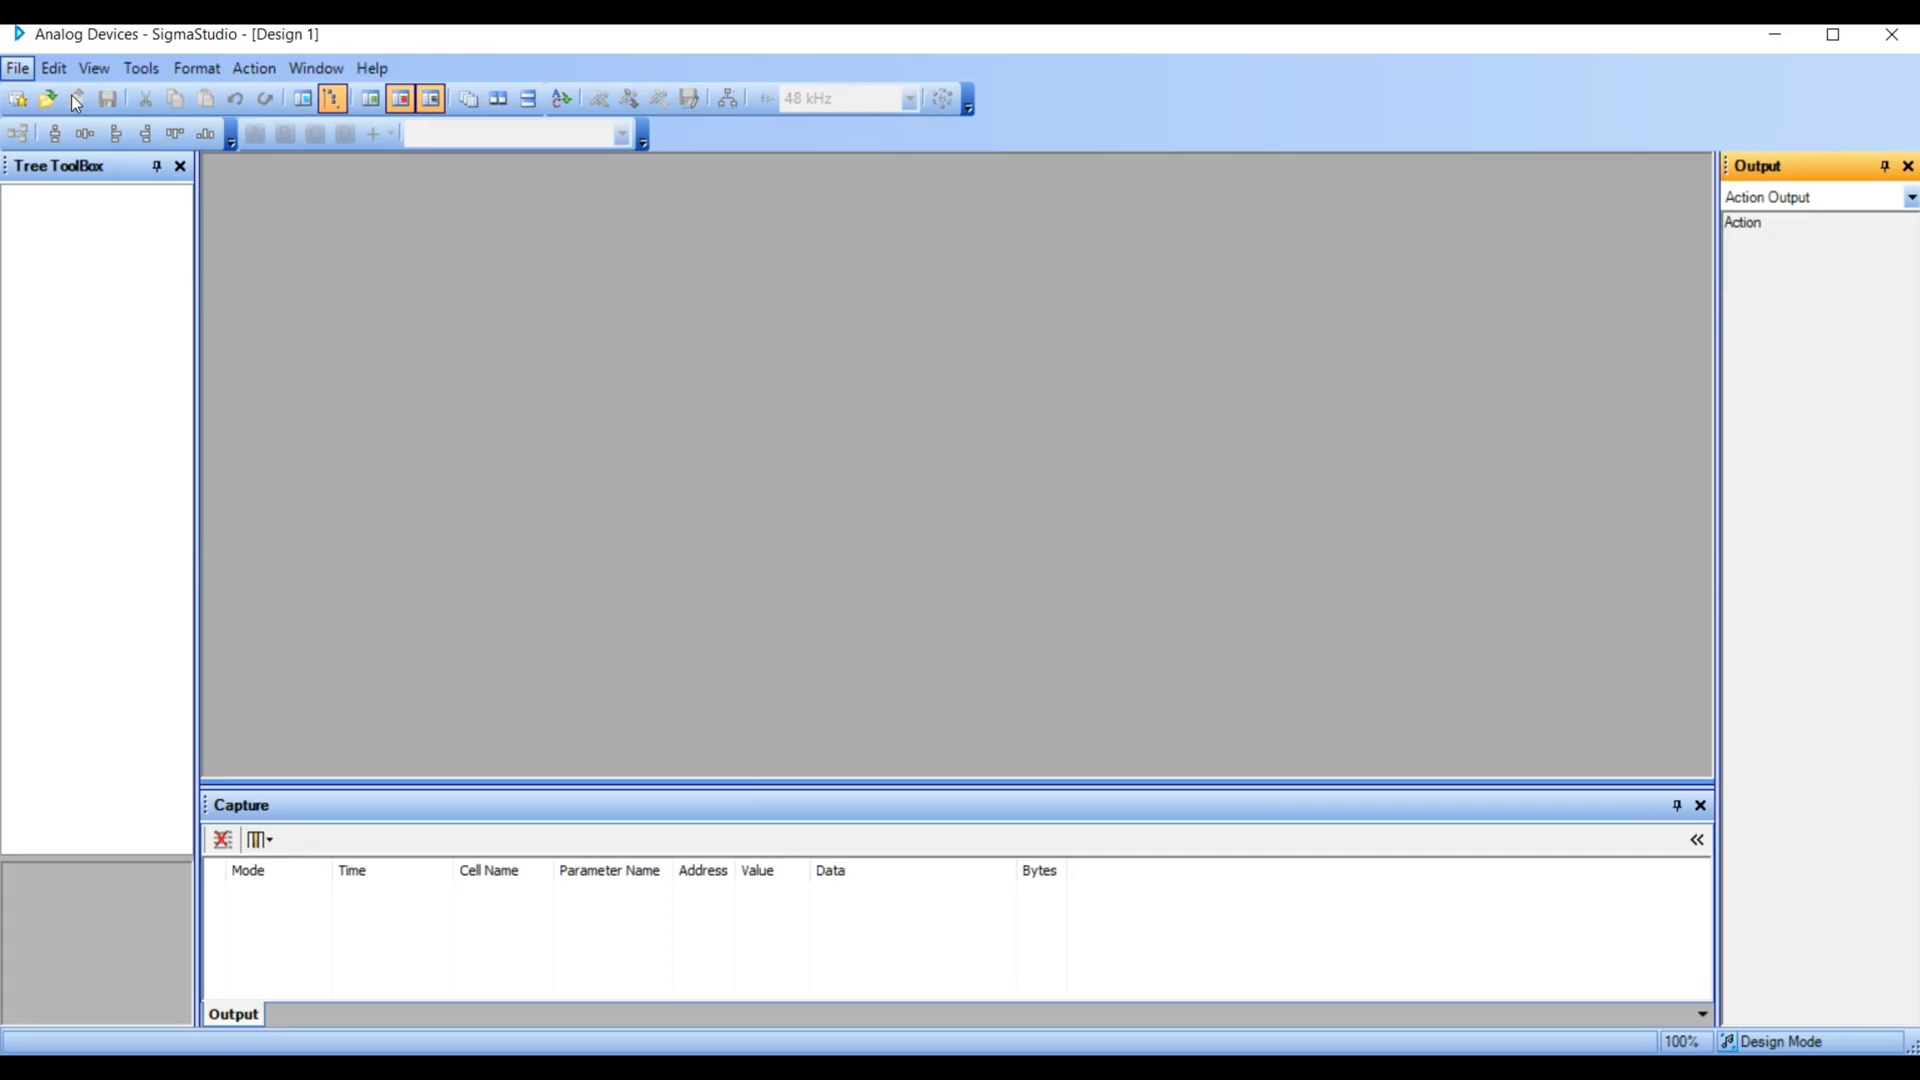 Analog Devices - SigmaStudio - [Design 1]
File Edit View Tools Format Action Window Help
fs- 48 kHz
Tree ToolBox
Output
Action Output
Action
Capture
Mode Time Cell Name Parameter Name Address Value Data Bytes
Output
100% Design Mode